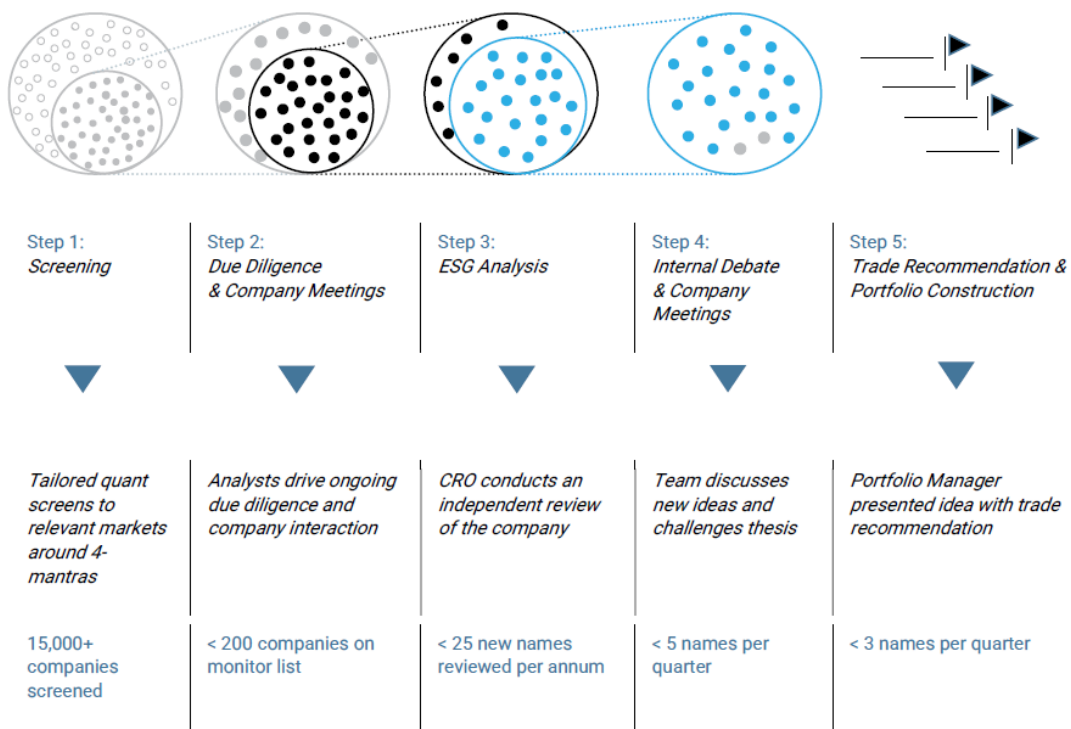 Step 1:
Screening
Step 2:
Due Diligence
& Company Meetings
Step 3:
ESG Analysis
Step 4:
Internal Debate
& Company
Meetings
Step 5:
Trade Recommendation &
Portfolio Construction
Tailored quant
screens to
relevant markets
around 4-
mantras
Analysts drive ongoing
due diligence and
company interaction
CRO conducts an
independent review
of the company
Team discusses
new ideas and
challenges thesis
Portfolio Manager
presented idea with trade
recommendation
15,000+
companies
screened
< 200 companies on
monitor list
< 25 new names
reviewed per annum
< 5 names per
quarter
< 3 names per quarter